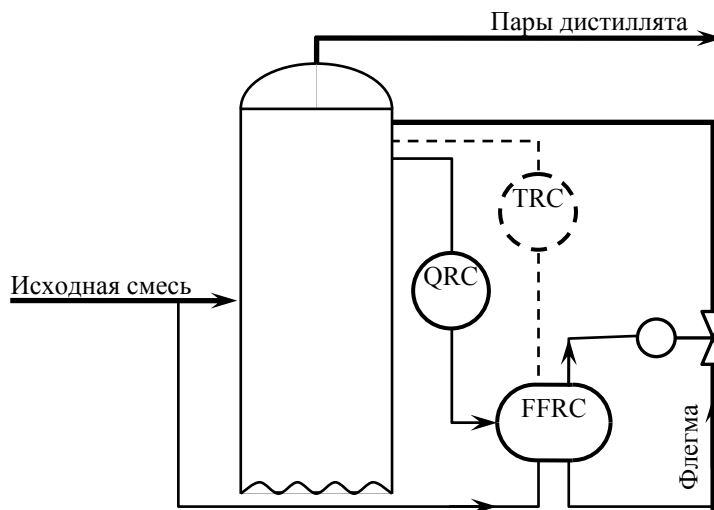 Пары дистиллята
TRC
QRC
Исходная смесь
FFRC
Флегма